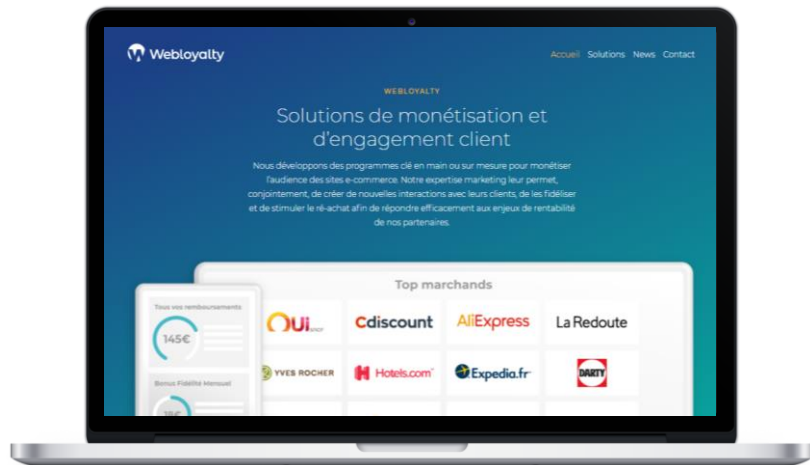 Webloyalty
Accueil Solutions News Contact
WEBLOYALTY
Solutions de monétisation et
d'engagement client
Nous développons des programmes clé en main ou sur mesure pour monétiser
l'audience des sites e-commerce. Notre expertise marketing leur permet,
conjointement, de créer de nouvelles interactions avec leurs clients, de les fidéliser
et de stimuler le ré-achat afin de répondre efficacement aux enjeux de rentabilité
de nos partenaires.
Top marchands
Tous vos remboursements
145€
OUI.sncf
Cdiscount
AliExpress
La Redoute
YVES ROCHER
Hotels.com
Expedia.fr
DARTY
Bonus Fidélité Mensuel
18€